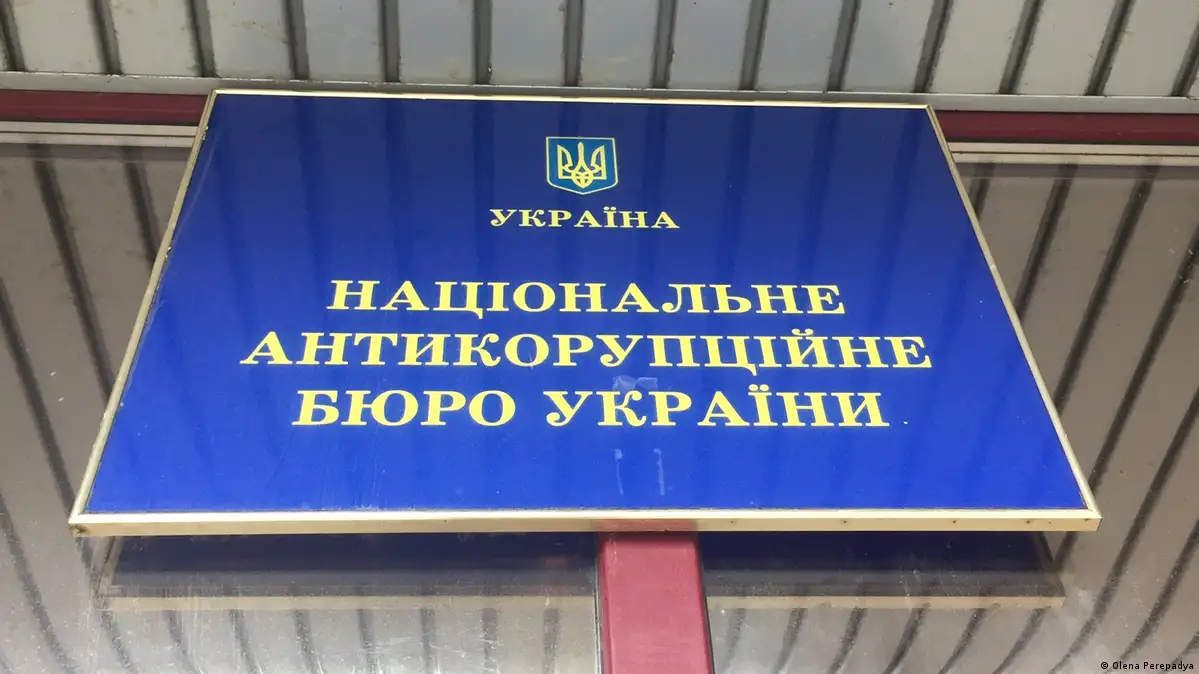 УКРАЇНА
НАЦІОНАЛЬНЕ
АНТИКОРУПЦІЙНЕ
БЮРО УКРАЇНИ
© Olena Perepadya